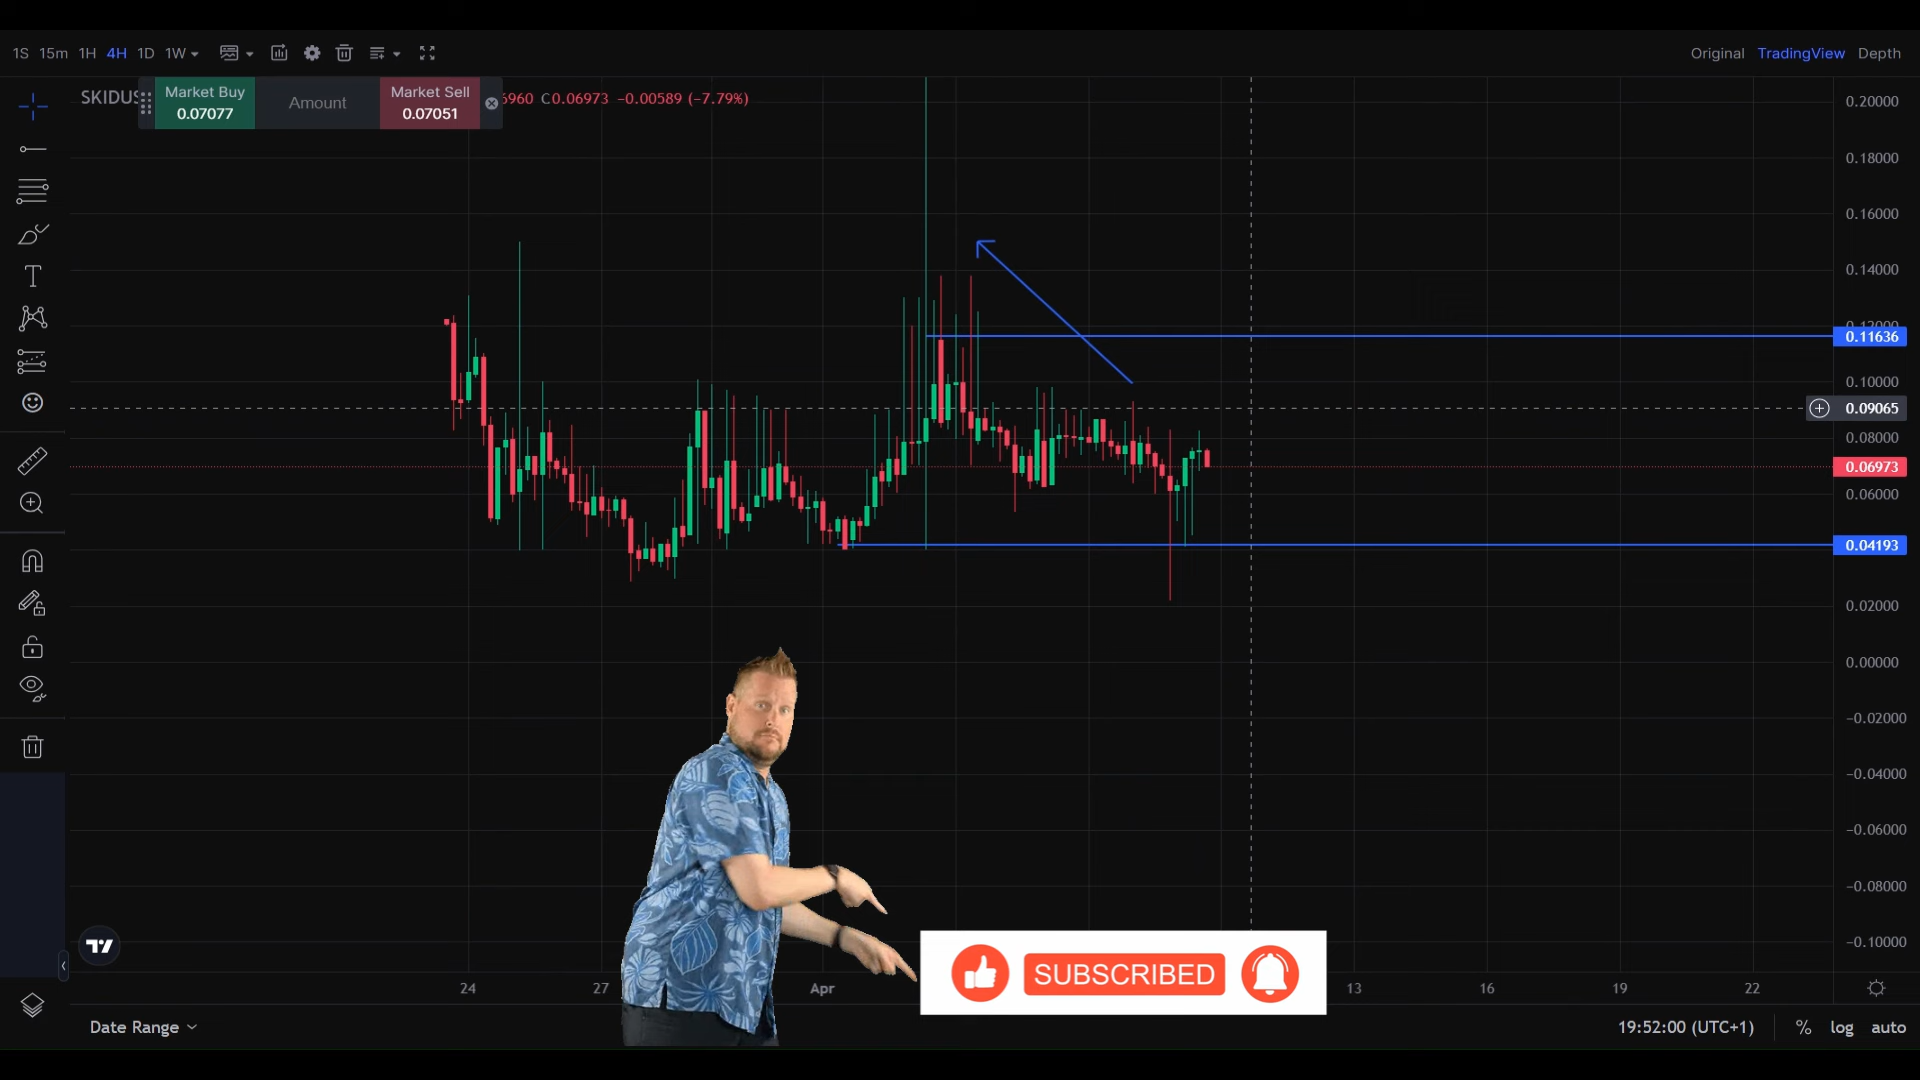 1S 15m 1H 4H 1D 1W
Original TradingView Depth
SKIDUS
Market Buy
0.07077
Amount
Market Sell
0.07051
6960 C0.06973 −0.00589 (−7.79%)
0.20000
0.18000
0.16000
0.14000
0.12000
0.11636
0.10000
0.09065
0.08000
0.06973
0.06000
0.04193
0.02000
0.00000
−0.02000
−0.04000
−0.06000
−0.08000
−0.10000
SUBSCRIBED
24 27 Apr 13 16 19 22
Date Range
19:52:00 (UTC+1) % log auto